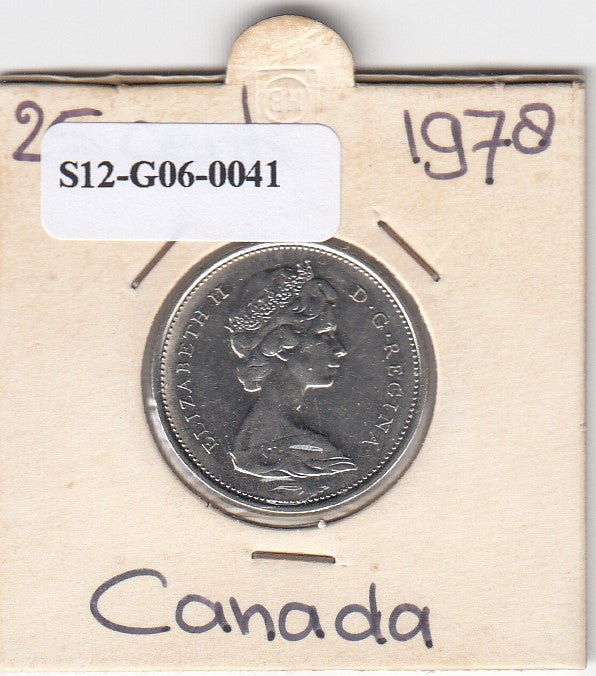 25 1978
S12-G06-0041
ELIZABETH II D·G·REGINA
Canada